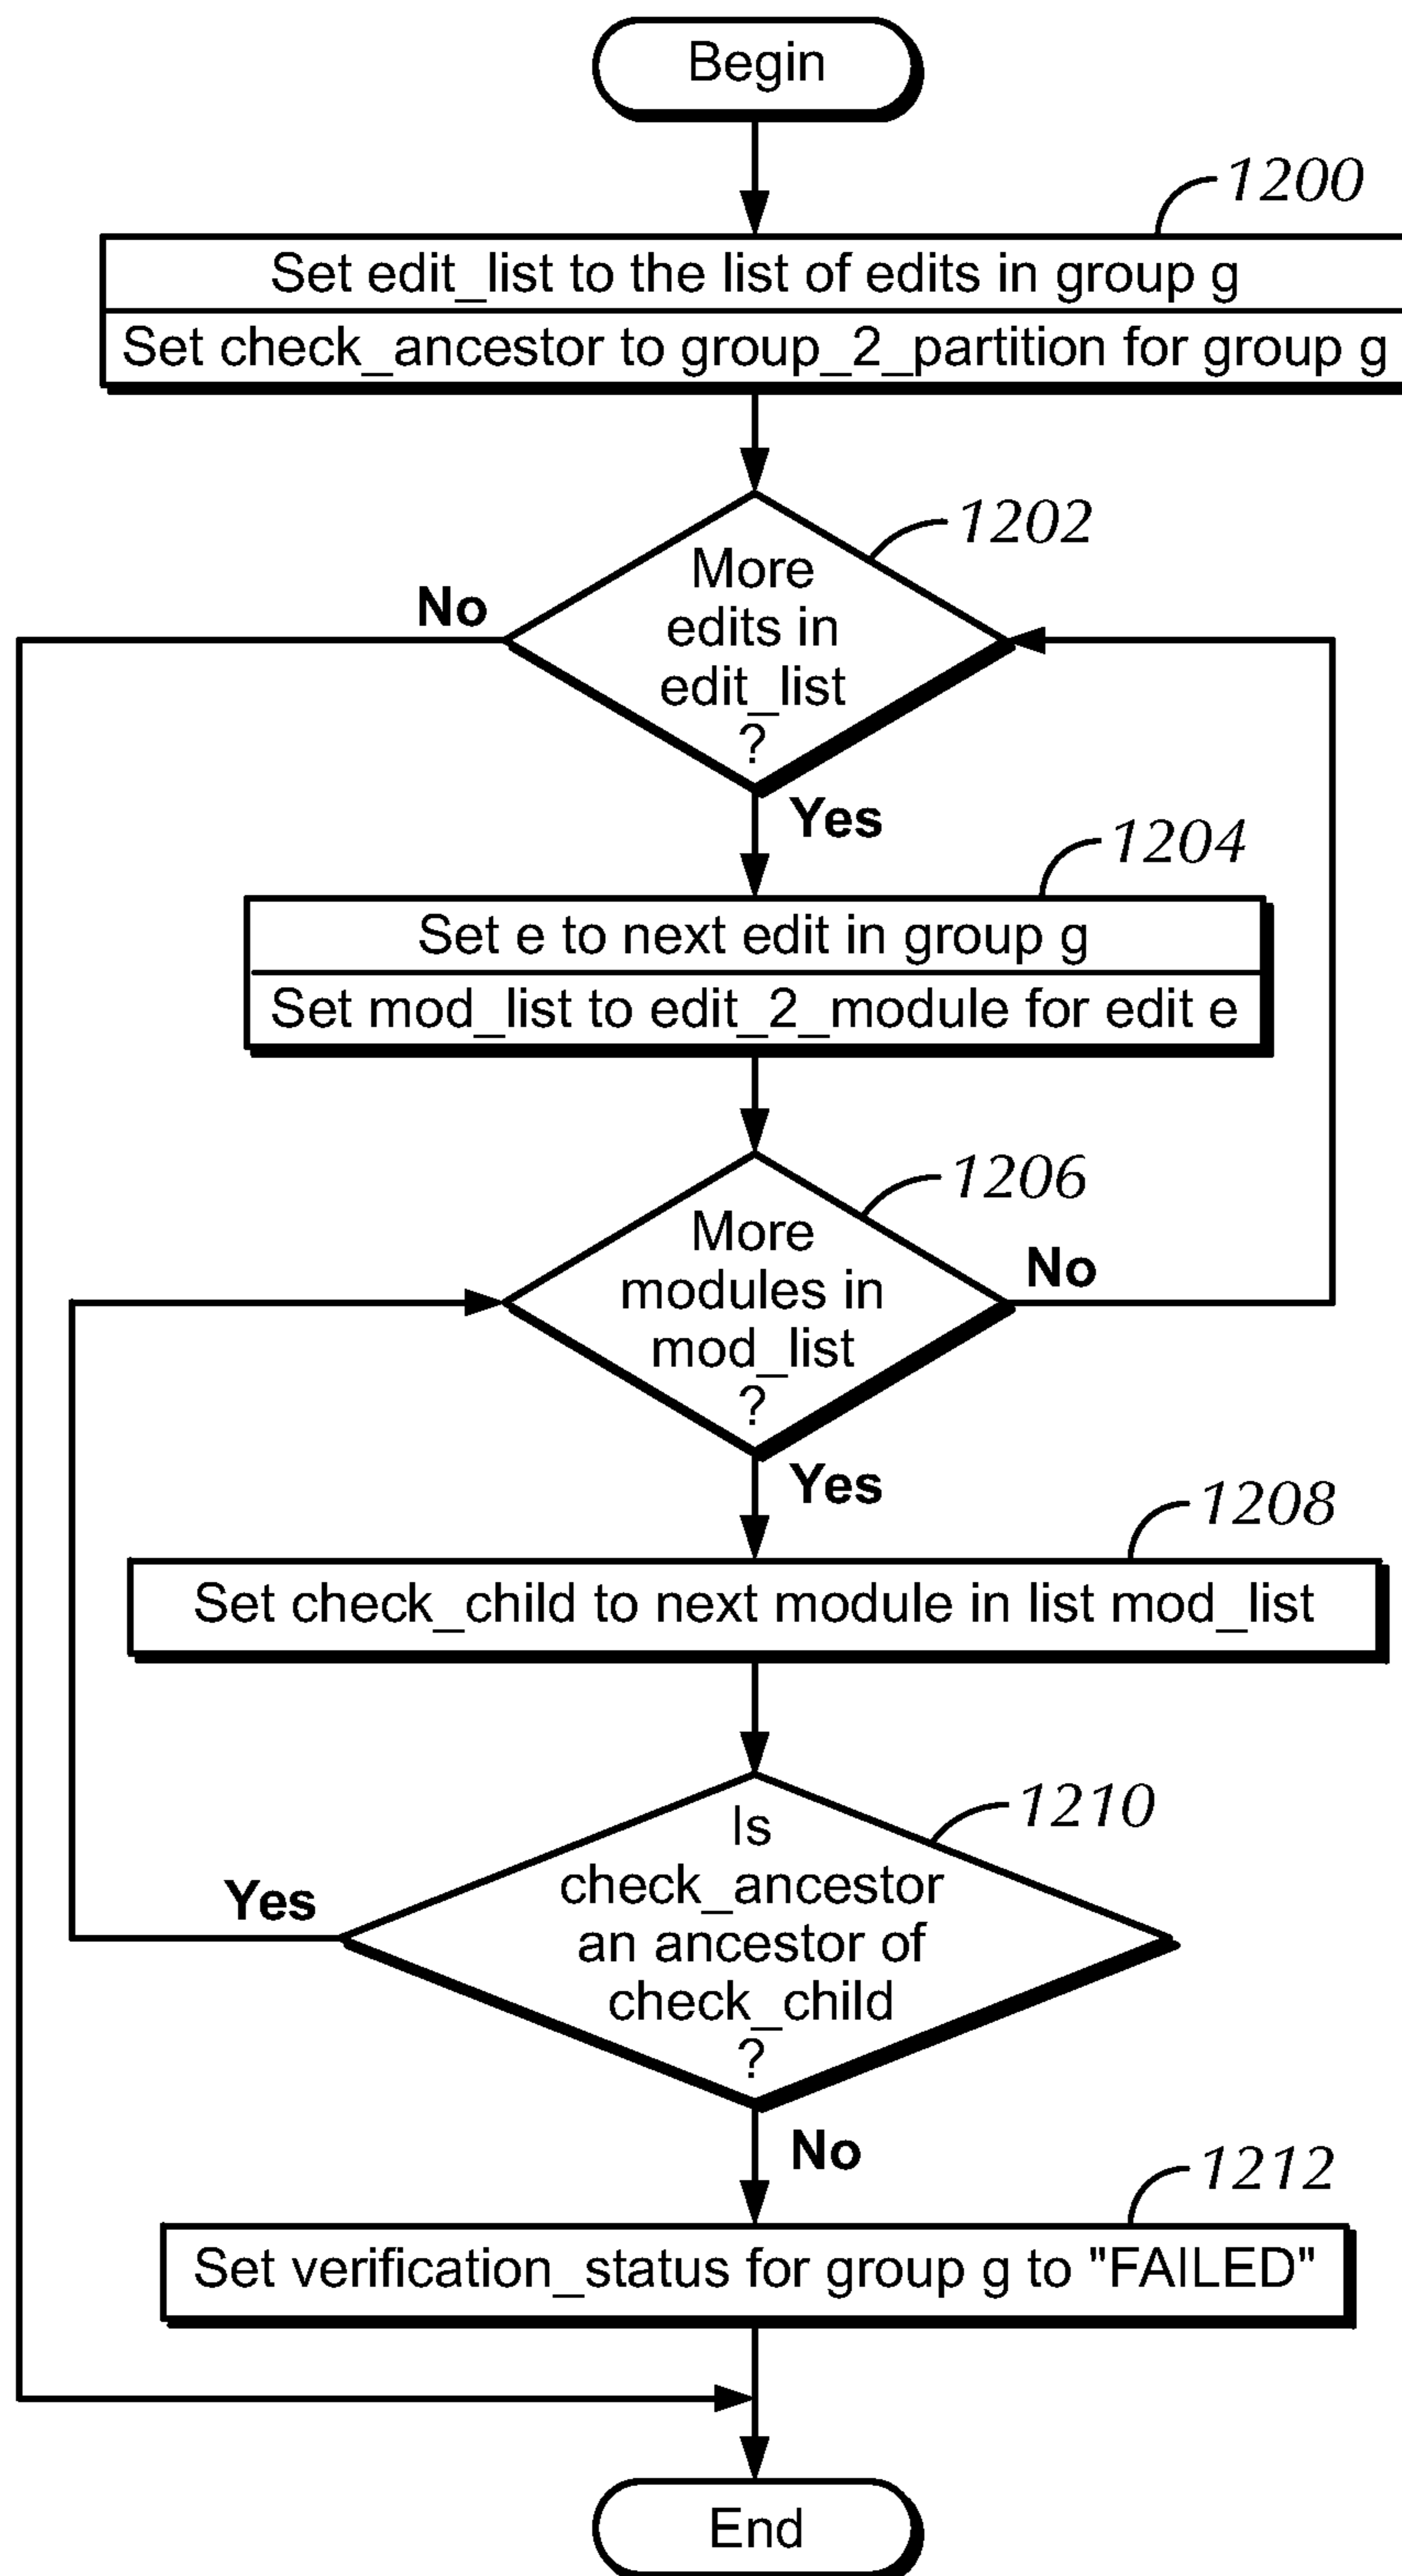 Begin
1200
Set edit_list to the list of edits in group g
Set check_ancestor to group_2_partition for group g
1202
More
edits in
edit_list
?
No
Yes
1204
Set e to next edit in group g
Set mod_list to edit_2_module for edit e
1206
More
modules in
mod_list
?
No
Yes
1208
Set check_child to next module in list mod_list
1210
Is
check_ancestor
an ancestor of
check_child
?
Yes
No
1212
Set verification_status for group g to "FAILED"
End